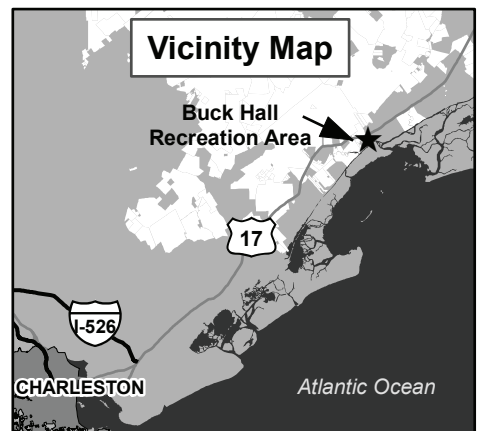 Vicinity Map
Buck Hall
Recreation Area
17
I-526
CHARLESTON
Atlantic Ocean